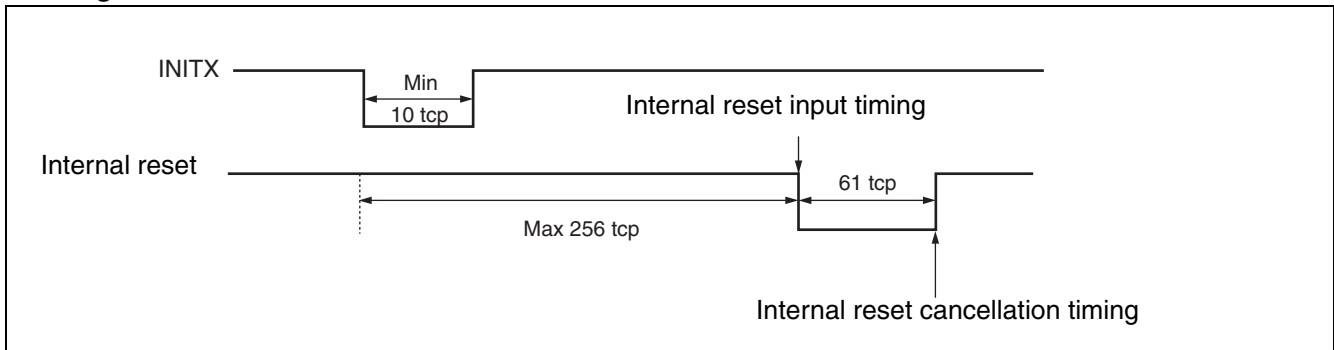 INITX
Min
10 tcp
Internal reset input timing
Internal reset
61 tcp
Max 256 tcp
Internal reset cancellation timing